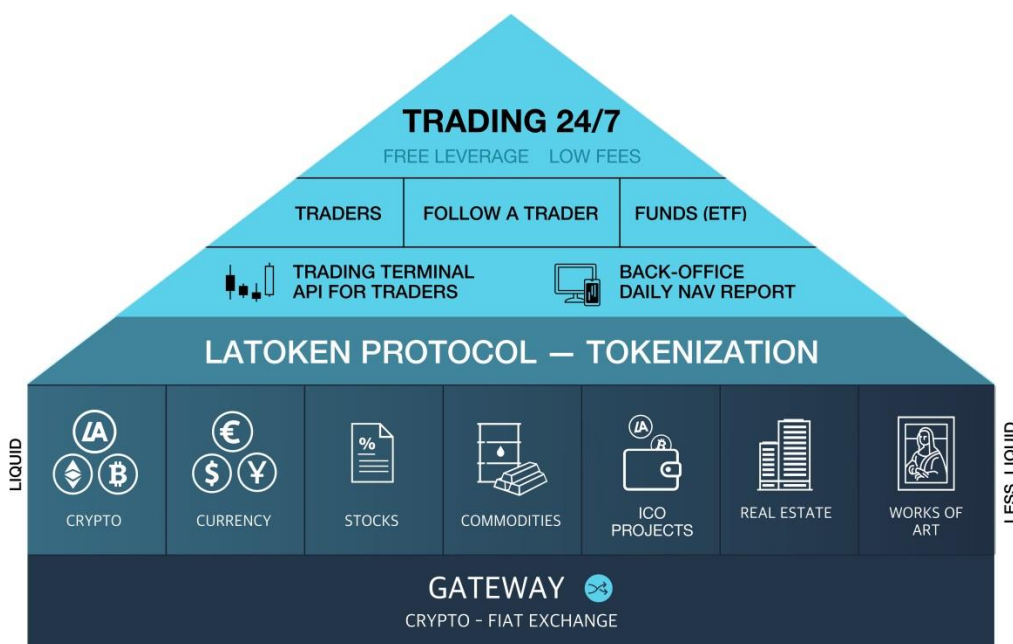 TRADING 24/7
FREE LEVERAGE LOW FEES
TRADERS
FOLLOW A TRADER
FUNDS (ETF)
TRADING TERMINAL
API FOR TRADERS
BACK-OFFICE
DAILY NAV REPORT
LATOKEN PROTOCOL — TOKENIZATION
LIQUID
LA
€
$ ¥
%
LA
CRYPTO
CURRENCY
STOCKS
COMMODITIES
ICO
PROJECTS
REAL ESTATE
WORKS OF
ART
LESS LIQUID
GATEWAY
CRYPTO - FIAT EXCHANGE